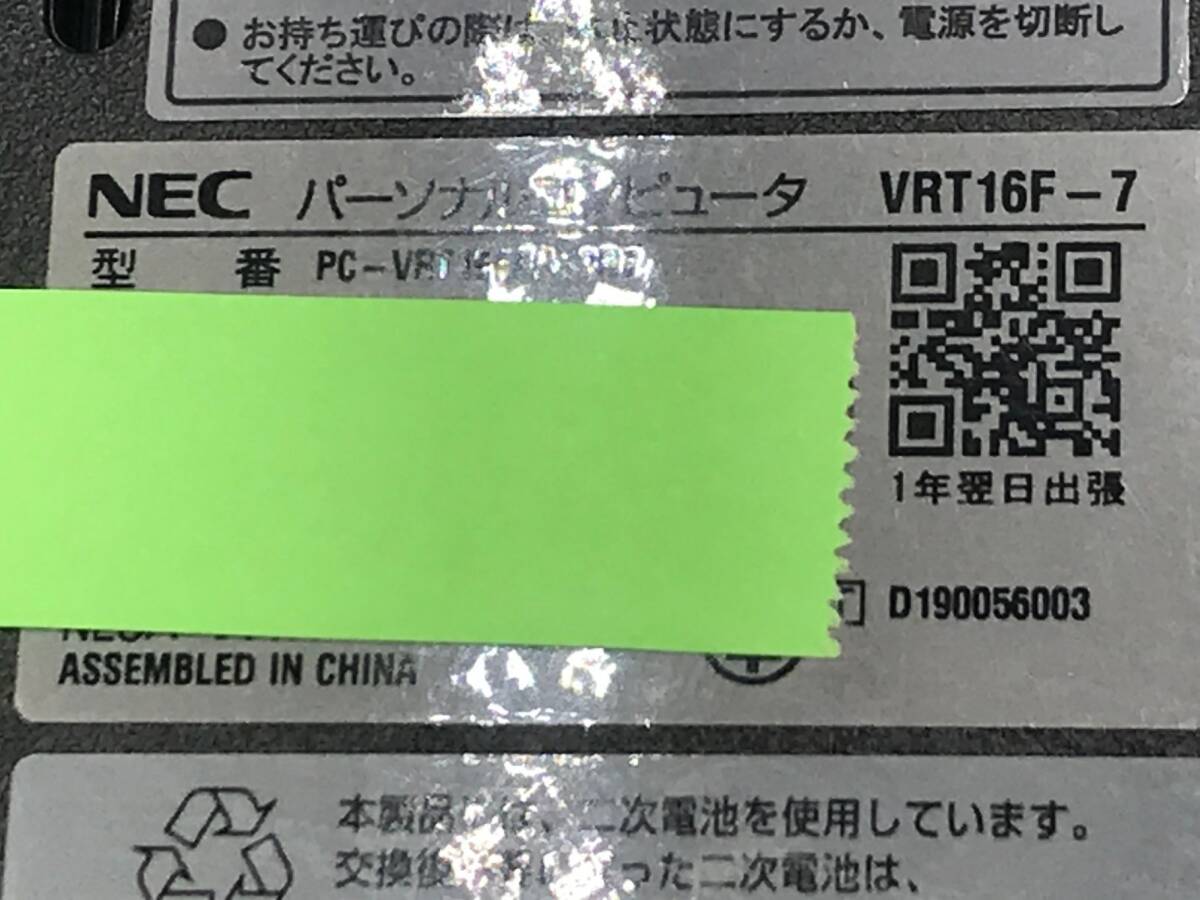 ● お持ち運びの際は 状態にするか、電源を切断し
てください。
NEC パーソナルコンピュータ VRT16F-7
型 番 PC-VRT
1年翌日出張
D190056003
ASSEMBLED IN CHINA
本製品には、二次電池を使用しています。
交換後 った二次電池は、